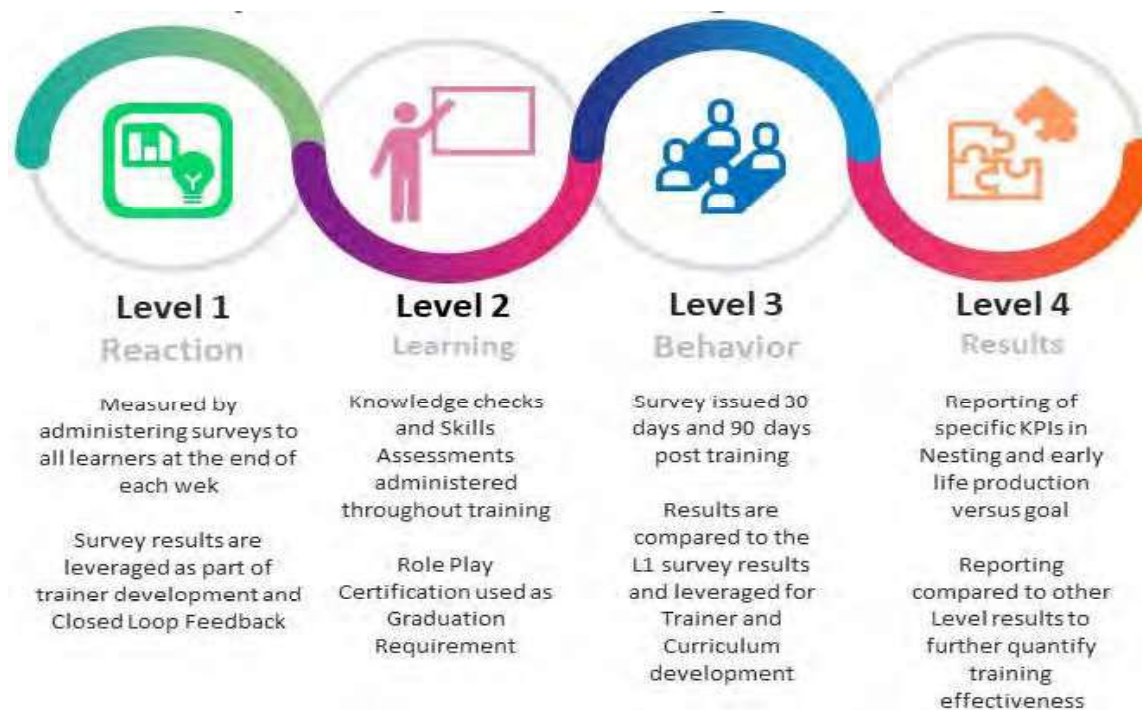 Level 1
Reaction
Measured by
administering surveys to
all learners at the end of
each wek
Survey results are
leveraged as part of
trainer development and
Closed Loop Feedback
Level 2
Learning
Knowledge checks
and Skills
Assessments
administered
throughout training
Role Play
Certification used as
Graduation
Requirement
Level 3
Behavior
Survey issued 30
days and 90 days
post training
Results are
compared to the
L1 survey results
and leveraged for
Trainer and
Curriculum
development
Level 4
Results
Reporting of
specific KPIs in
Nesting and early
life production
versus goal
Reporting
compared to other
Level results to
further quantify
training
effectiveness